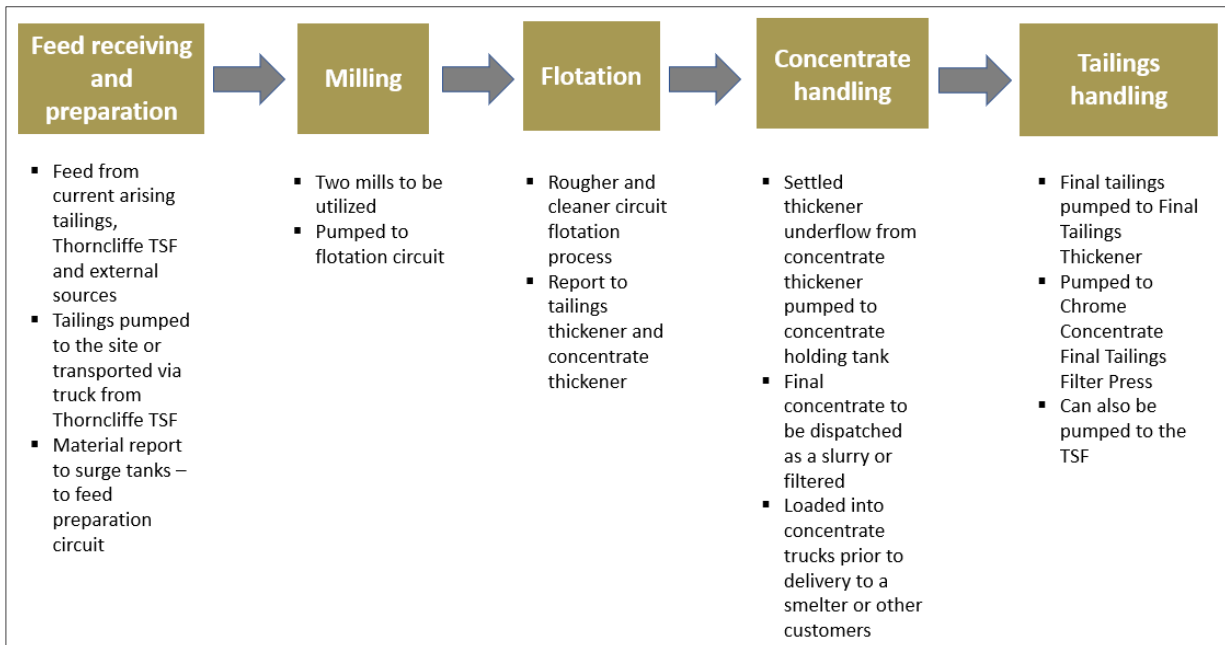 Feed receiving
and
preparation
▪ Feed from
current arising
tailings,
Thorncliffe TSF
and external
sources
▪ Tailings pumped
to the site or
transported via
truck from
Thorncliffe TSF
▪ Material report
to surge tanks –
to feed
preparation
circuit
Milling
▪ Two mills to be
utilized
▪ Pumped to
flotation circuit
Flotation
▪ Rougher and
cleaner circuit
flotation
process
▪ Report to
tailings
thickener and
concentrate
thickener
Concentrate
handling
▪ Settled
thickener
underflow from
concentrate
thickener
pumped to
concentrate
holding tank
▪ Final
concentrate to
be dispatched
as a slurry or
filtered
▪ Loaded into
concentrate
trucks prior to
delivery to a
smelter or other
customers
Tailings
handling
▪ Final tailings
pumped to Final
Tailings
Thickener
▪ Pumped to
Chrome
Concentrate
Final Tailings
Filter Press
▪ Can also be
pumped to the
TSF